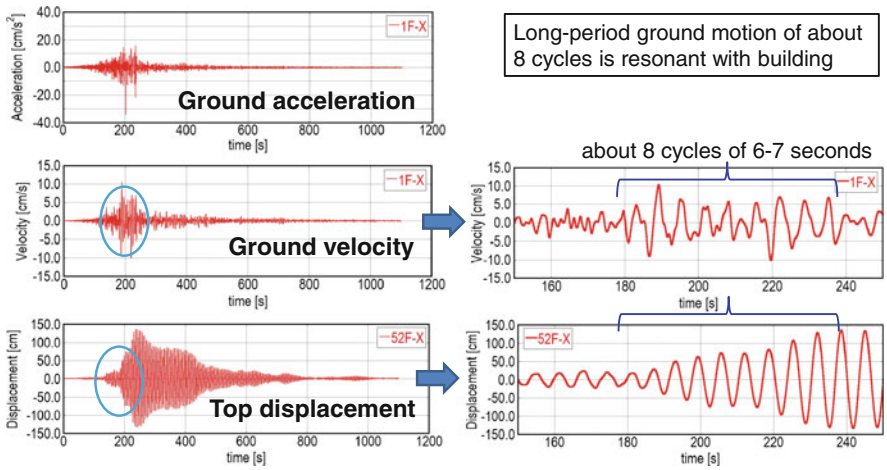 40.0
20.0
0.0
-20.0
-40.0
Acceleration [cm/s²]
1F-X
Ground acceleration
0 200 400 600 800 1000 1200
time [s]
Long-period ground motion of about
8 cycles is resonant with building
15.0
10.0
5.0
0.0
-5.0
-10.0
-15.0
Velocity [cm/s]
1F-X
Ground velocity
0 200 400 600 800 1000 1200
time [s]
about 8 cycles of 6-7 seconds
15.0
10.0
5.0
0.0
-5.0
-10.0
-15.0
Velocity [cm/s]
1F-X
160 180 200 220 240
time [s]
150.0
100.0
50.0
0.0
-50.0
-100.0
-150.0
Displacement [cm]
52F-X
Top displacement
0 200 400 600 800 1000 1200
time [s]
150.0
100.0
50.0
0.0
-50.0
-100.0
-150.0
Displacement [cm]
52F-X
160 180 200 220 240
time [s]